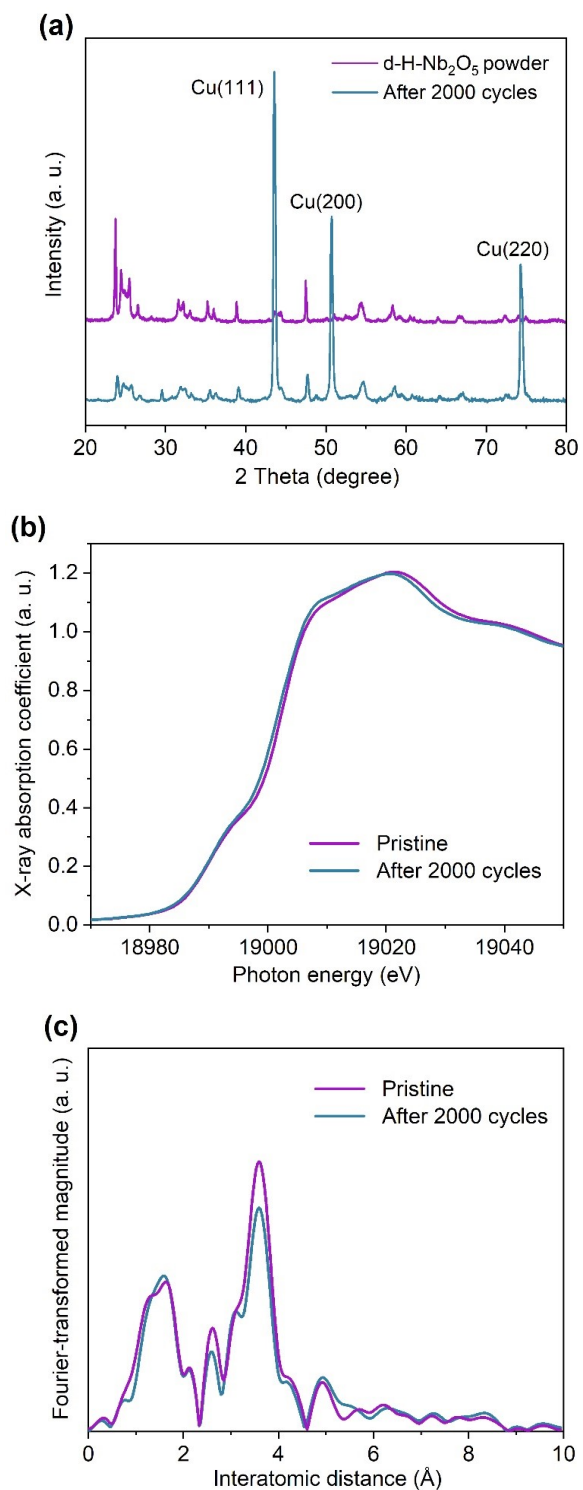 (a)
d-H-Nb₂O₅ powder
After 2000 cycles
Cu(111)
Cu(200)
Cu(220)
Intensity (a. u.)
20 30 40 50 60 70 80
2 Theta (degree)
(b)
1.2
1.0
0.8
0.6
0.4
0.2
0.0
X-ray absorption coefficient (a. u.)
Pristine
After 2000 cycles
18980 19000 19020 19040
Photon energy (eV)
(c)
Fourier-transformed magnitude (a. u.)
Pristine
After 2000 cycles
0 2 4 6 8 10
Interatomic distance (Å)